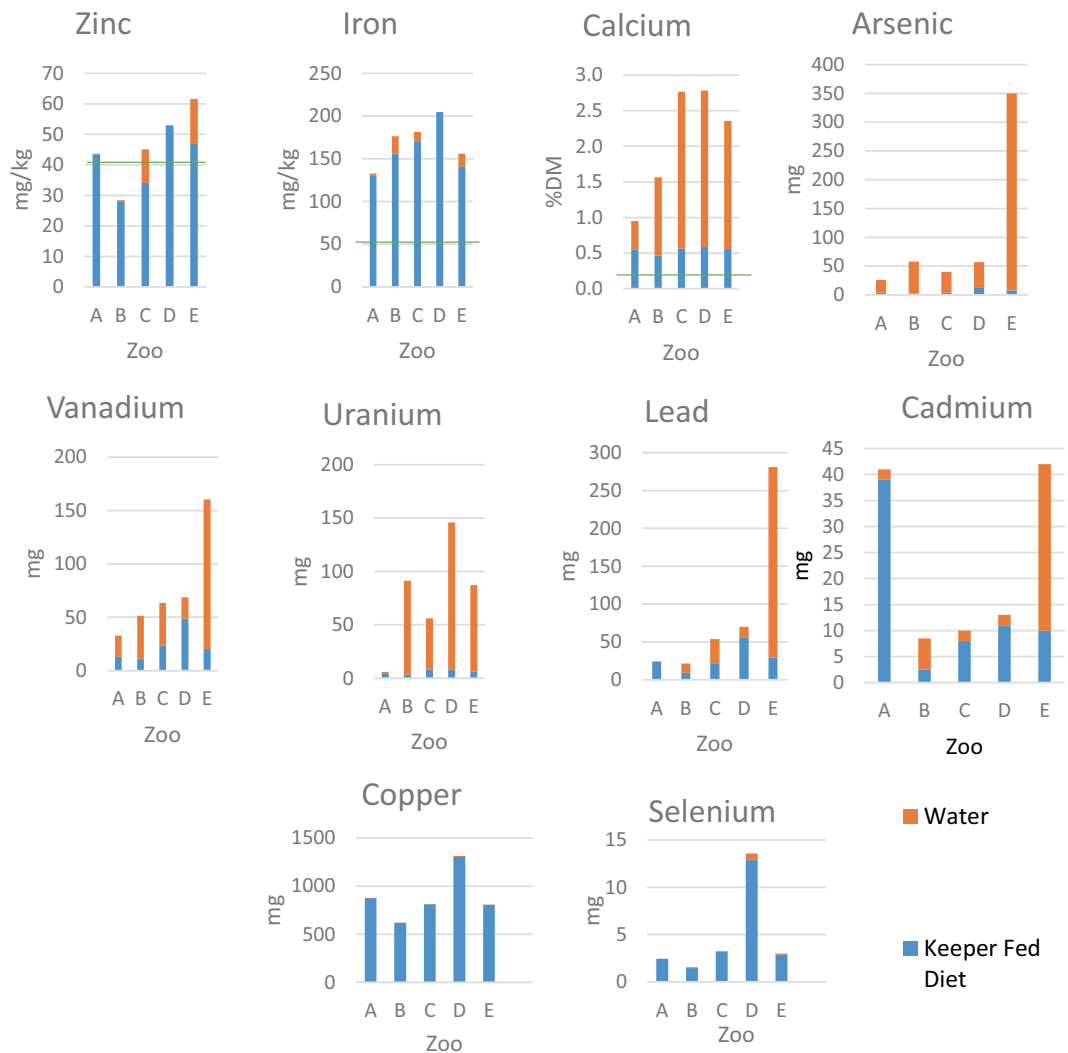 Zinc
70
60
50
40
30
20
10
0
mg/kg
A B C D E
Zoo
Iron
250
200
150
100
50
0
mg/kg
A B C D E
Zoo
Calcium
3.0
2.5
2.0
1.5
1.0
0.5
0.0
%DM
A B C D E
Zoo
Arsenic
400
350
300
250
200
150
100
50
0
mg
A B C D E
Zoo
Vanadium
200
150
100
50
0
mg
A B C D E
Zoo
Uranium
200
150
100
50
0
mg
A B C D E
Zoo
Lead
300
250
200
150
100
50
0
mg
A B C D E
Zoo
Cadmium
45
40
35
30
25
20
15
10
5
0
mg
A B C D E
Zoo
Copper
1500
1000
500
0
mg
A B C D E
Zoo
Selenium
15
10
5
0
mg
A B C D E
Zoo
Water
Keeper Fed
Diet